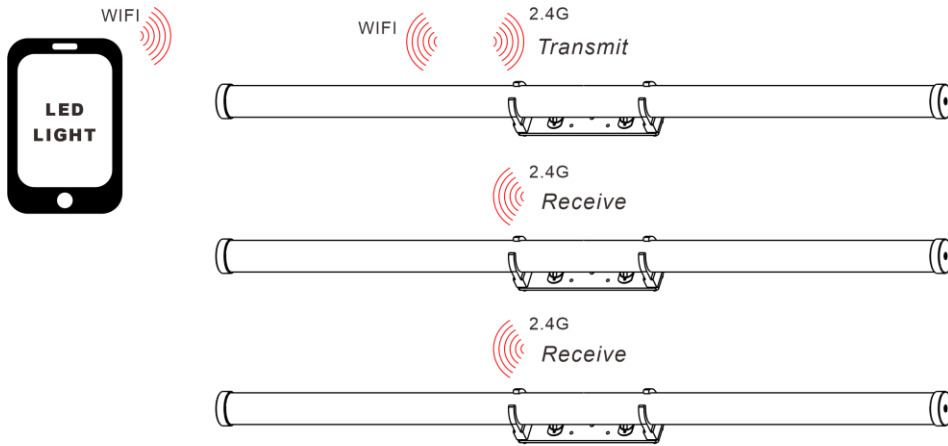 WIFI
LED
LIGHT
WIFI
2.4G
Transmit
2.4G
Receive
2.4G
Receive